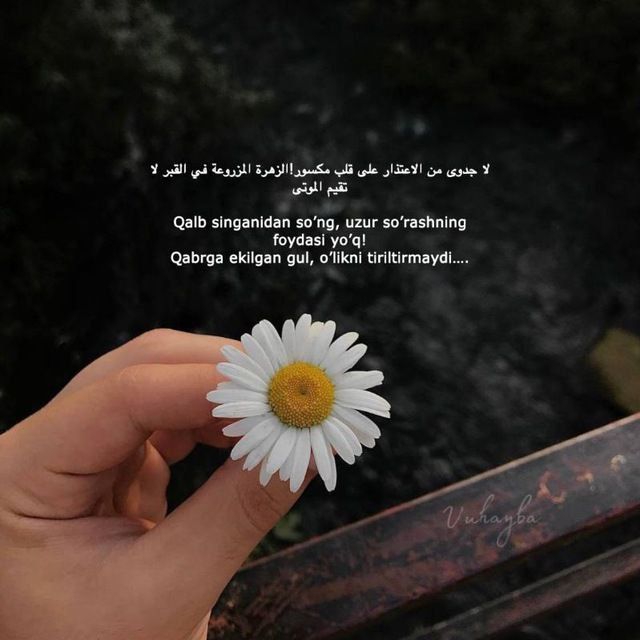 لا جدوى من الاعتذار على قلب مكسور!الزهرة المزروعة في القبر لا
تقيم الموتى
Qalb singanidan so’ng, uzur so’rashning
foydasi yo’q!
Qabrga ekilgan gul, o’likni tiriltirmaydi....
Vuhayba